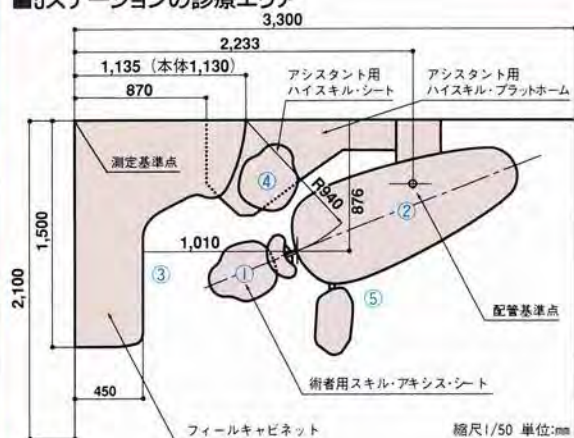 ■Jステーションの診療エリア
3,300
2,233
1,135（本体1,130）
870
アシスタント用
ハイスキル・シート
アシスタント用
ハイスキル・プラットホーム
測定基準点
④
R940
876
②
1,500
2,100
1,010
③
①
⑤
配管基準点
450
術者用スキル・アキシス・シート
フィールキャビネット
縮尺1/50 単位:mm